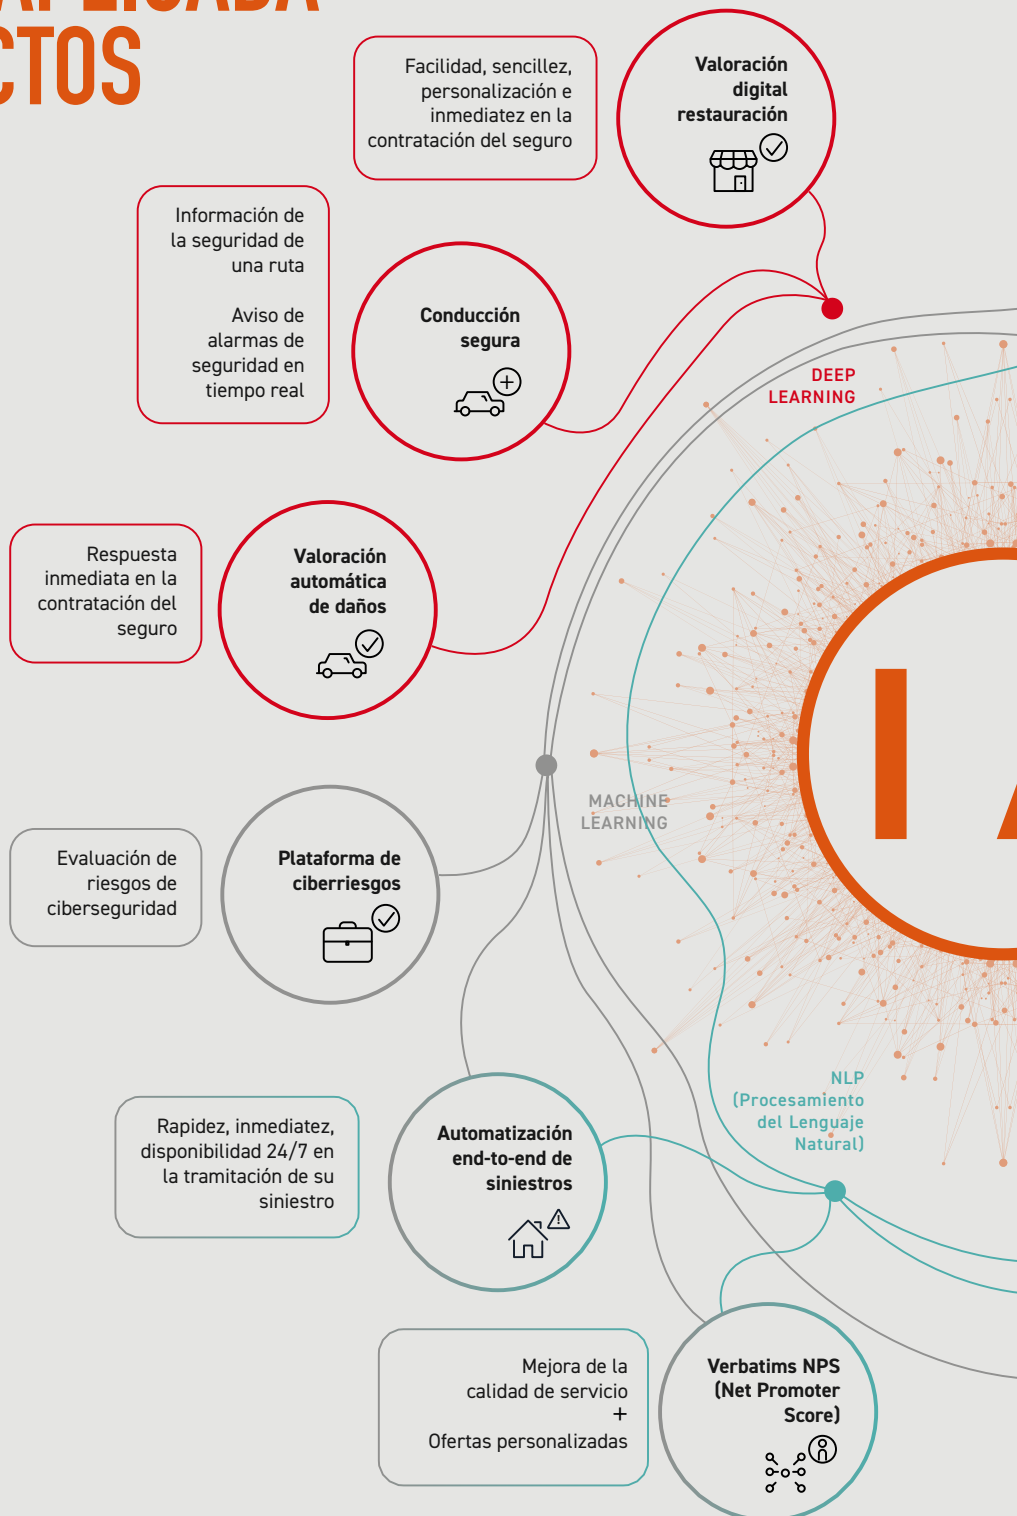 APLICADA
CTOS
Facilidad, sencillez,
personalización e
inmediatez en la
contratación del seguro
Valoración
digital
restauración
Información de
la seguridad de
una ruta
Aviso de
alarmas de
seguridad en
tiempo real
Conducción
segura
DEEP
LEARNING
Respuesta
inmediata en la
contratación del
seguro
Valoración
automática
de daños
I
MACHINE
LEARNING
Evaluación de
riesgos de
ciberseguridad
Plataforma de
ciberriesgos
NLP
(Procesamiento
del Lenguaje
Natural)
Rapidez, inmediatez,
disponibilidad 24/7 en
la tramitación de su
siniestro
Automatización
end-to-end de
siniestros
Mejora de la
calidad de servicio
+
Ofertas personalizadas
Verbatims NPS
(Net Promoter
Score)